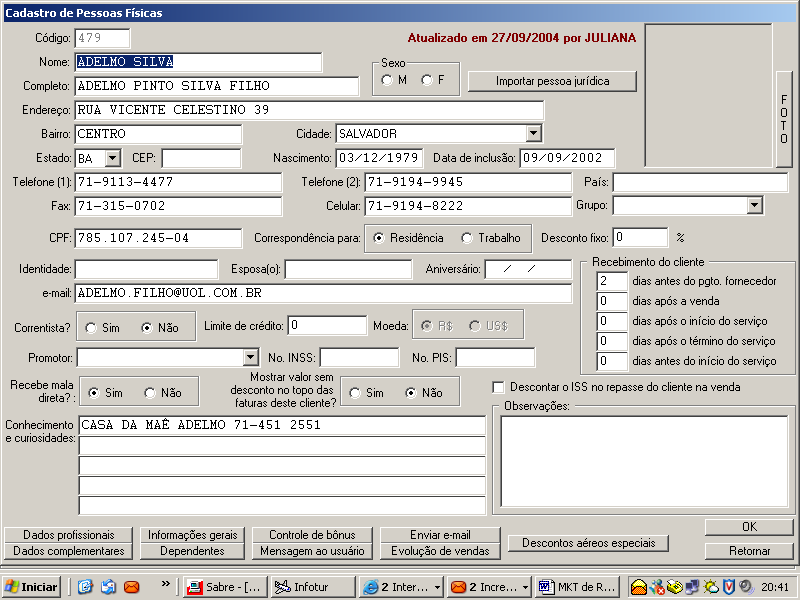 Cadastro de Pessoas Físicas
Código: 479
Atualizado em 27/09/2004 por JULIANA
Nome: ADELMO SILVA
Sexo
M F
Importar pessoa jurídica
FOTO
Completo: ADELMO PINTO SILVA FILHO
Endereço: RUA VICENTE CELESTINO 39
Bairro: CENTRO Cidade: SALVADOR
Estado: BA CEP: Nascimento: 03/12/1979 Data de inclusão: 09/09/2002
Telefone (1): 71-9113-4477 Telefone (2): 71-9194-9945 País:
Fax: 71-315-0702 Celular: 71-9194-8222 Grupo:
CPF: 785.107.245-04 Correspondência para: Residência Trabalho Desconto fixo: 0 %
Identidade: Esposa(o): Aniversário: / /
e-mail: ADELMO.FILHO@UOL.COM.BR
Recebimento do cliente
2 dias antes do pgto. fornecedor
0 dias após a venda
0 dias após o início do serviço
0 dias após o término do serviço
0 dias antes do início do serviço
Correntista? Sim Não Limite de crédito: 0 Moeda: R$ US$
Promotor: No. INSS: No. PIS:
Recebe mala
direta? : Sim Não
Mostrar valor sem
desconto no topo das
faturas deste cliente? Sim Não
Descontar o ISS no repasse do cliente na venda
Conhecimento
e curiosidades:
CASA DA MAÊ ADELMO 71-451 2551
Observações:
Dados profissionais Informações gerais Controle de bônus Enviar e-mail
Dados complementares Dependentes Mensagem ao usuário Evolução de vendas
Descontos aéreos especiais
OK
Retornar
Iniciar » Sabre - [... Infotur 2 Inter... 2 Incre... MKT de R... 20:41